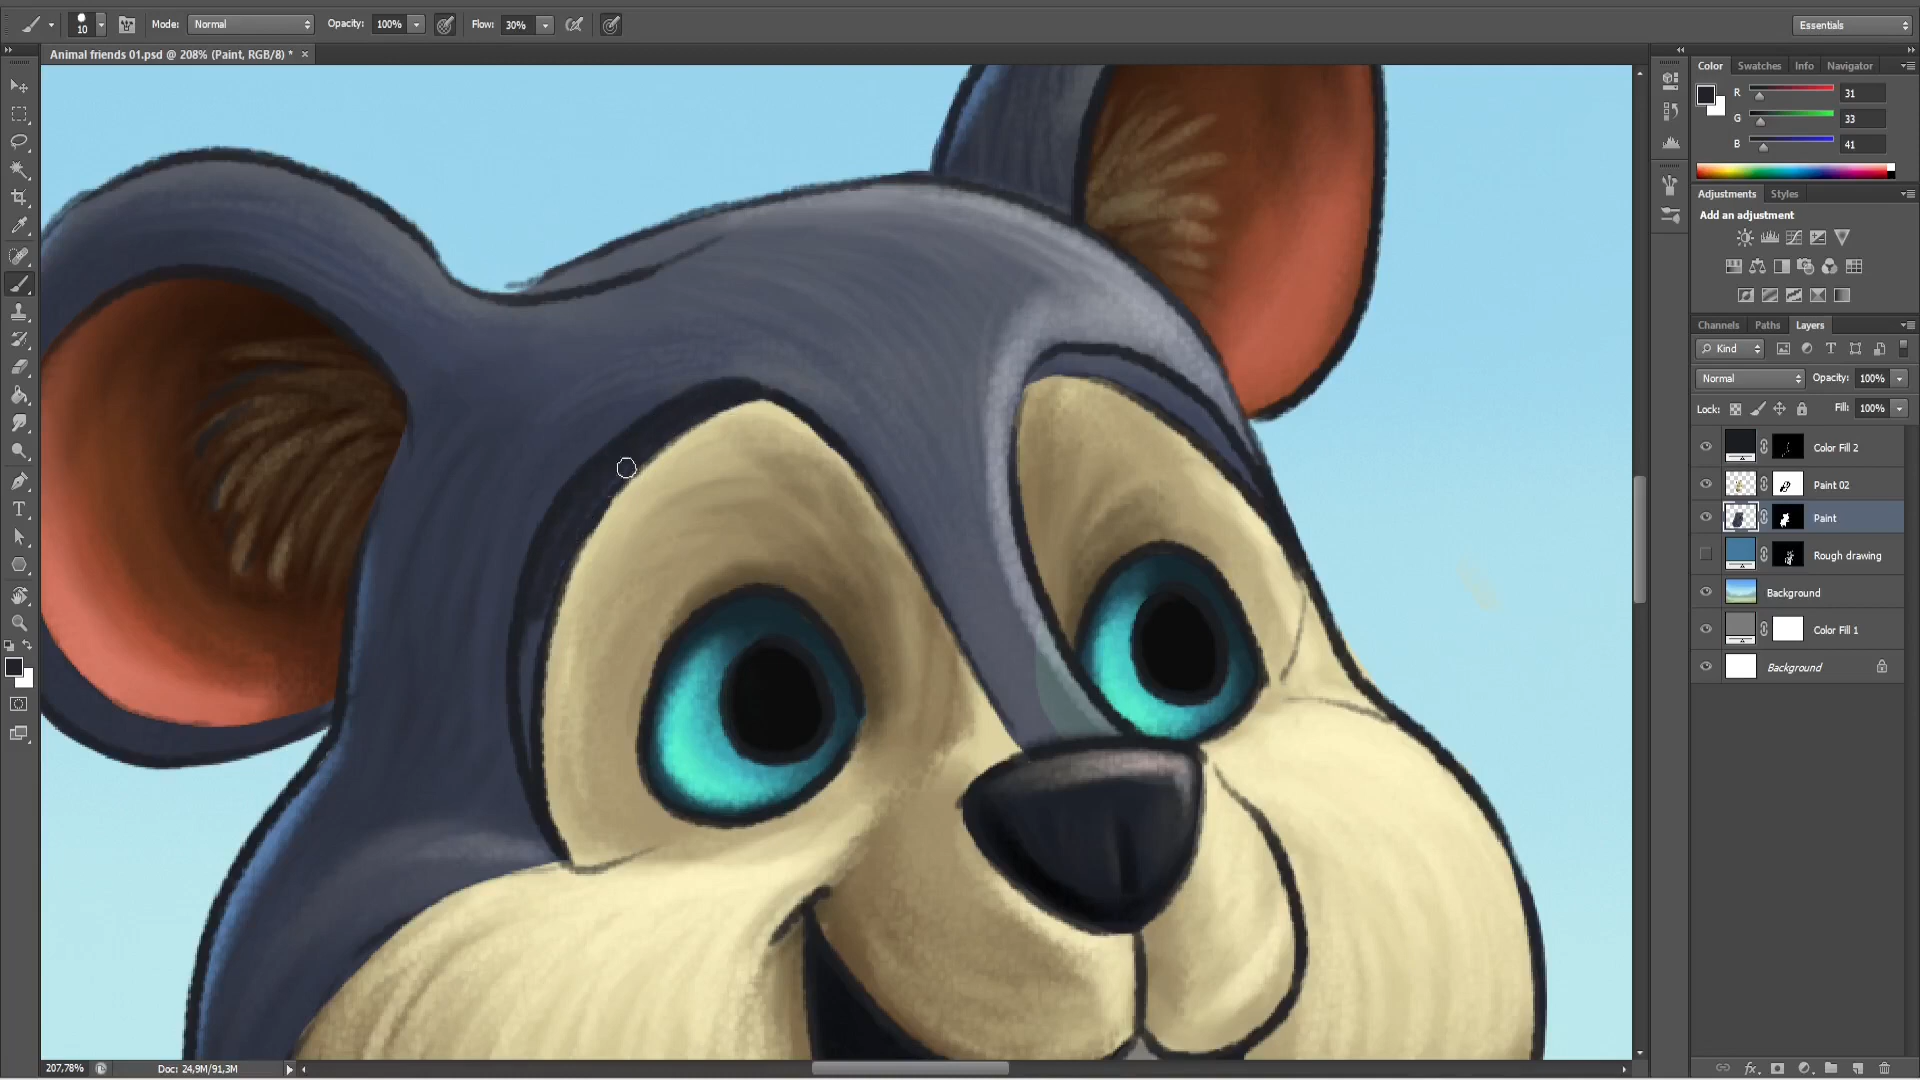 10 Mode: Normal Opacity: 100% Flow: 30% Essentials
Animal friends 01.psd @ 208% (Paint, RGB/8) * ×
Color Swatches Info Navigator
R 31
G 33
B 41
Adjustments Styles
Add an adjustment
Channels Paths Layers
Kind T
Normal Opacity: 100%
Lock: Fill: 100%
Color Fill 2
Paint 02
Paint
Rough drawing
Background
Color Fill 1
Background
T
207,78% Doc: 24,9M/91,3M
fx